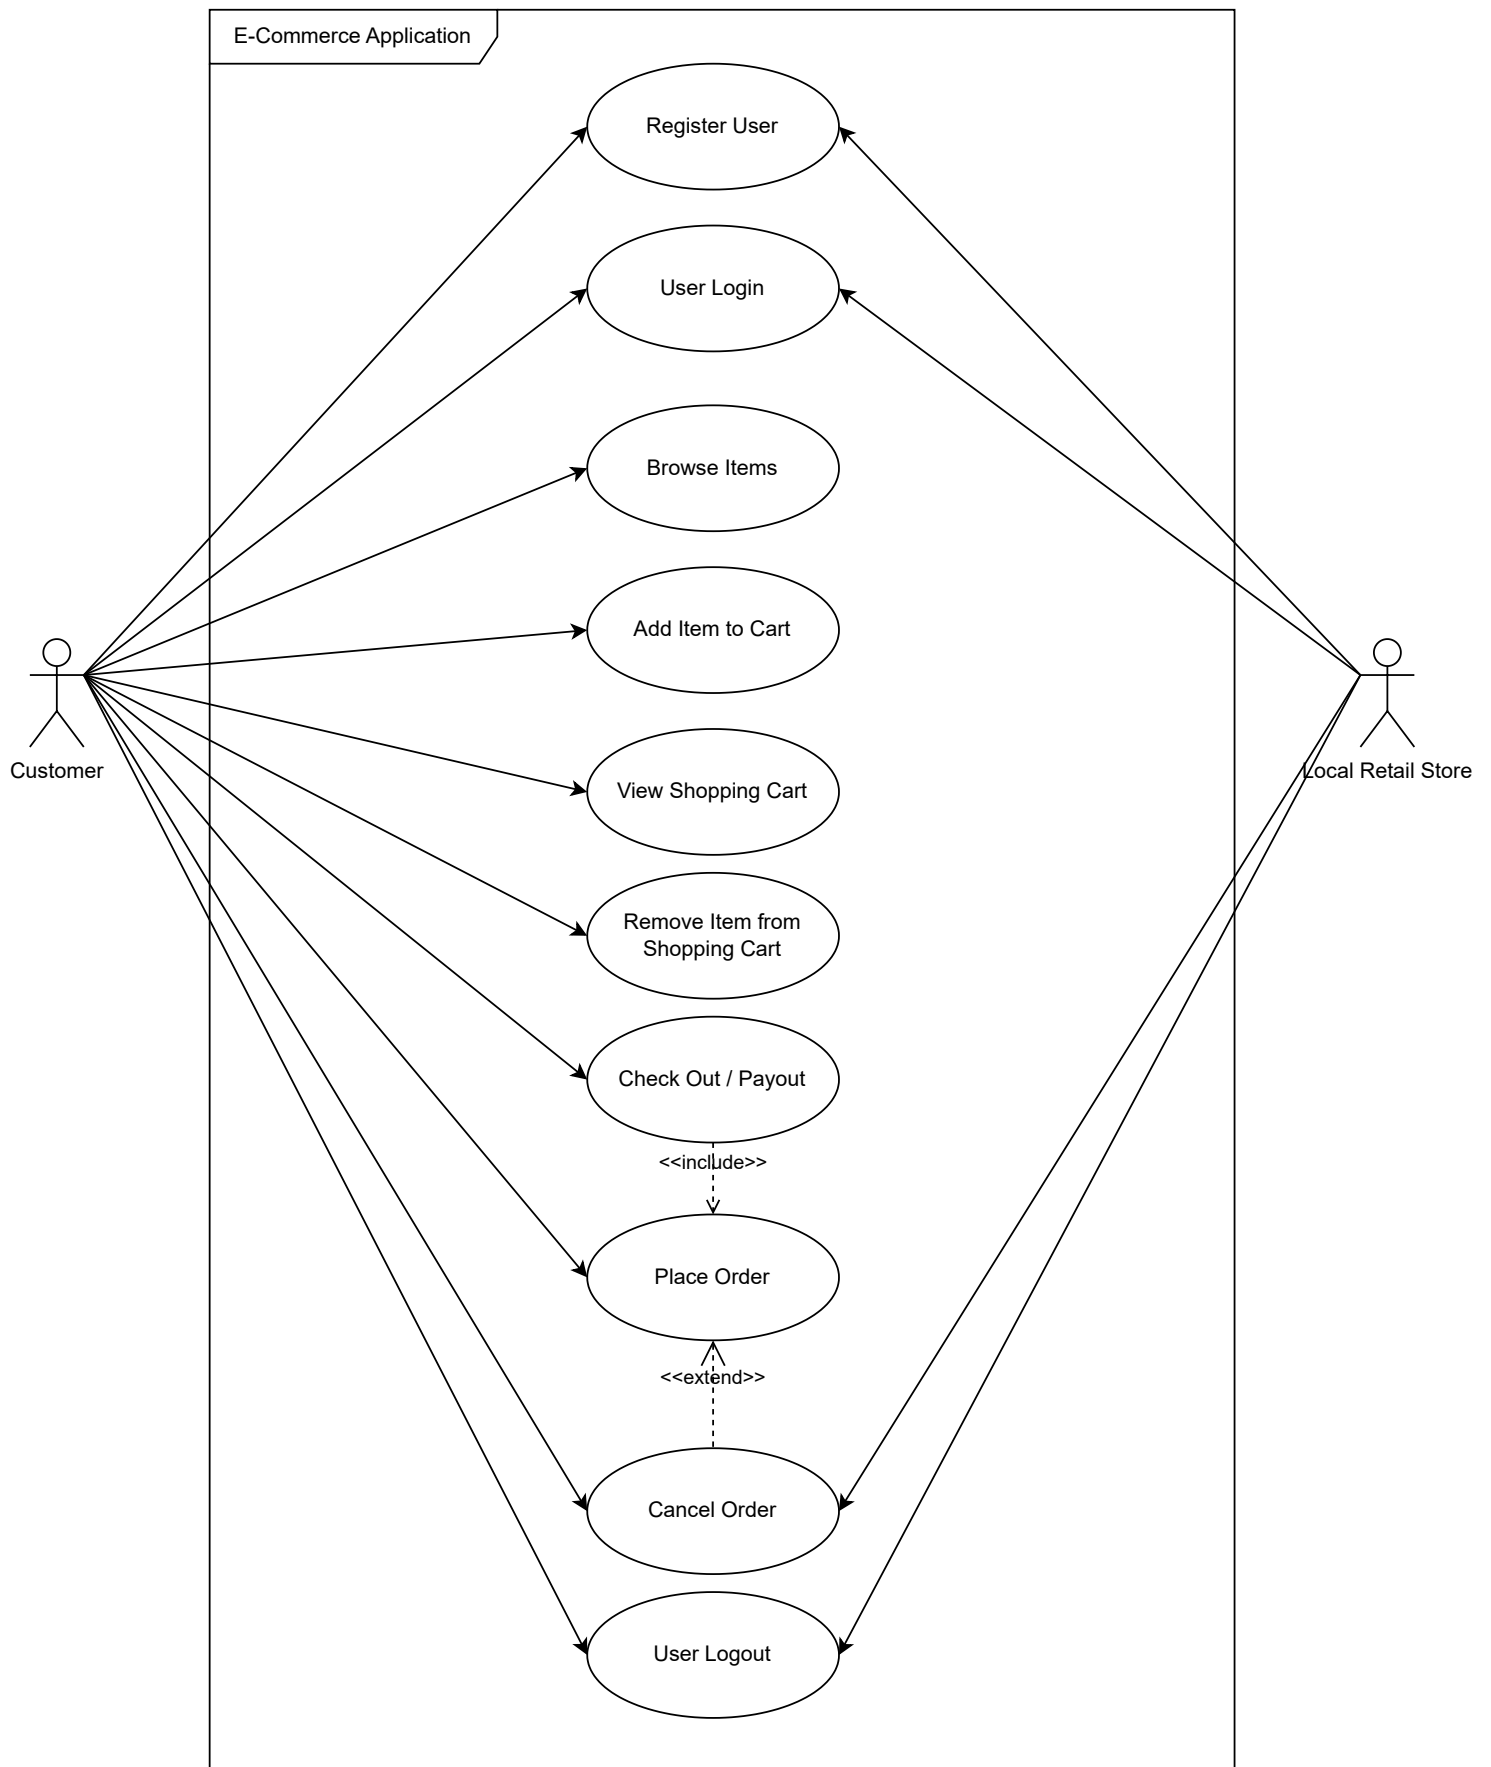 E-Commerce Application
Register User
User Login
Browse Items
Add Item to Cart
Customer
Local Retail Store
View Shopping Cart
Remove Item from
Shopping Cart
Check Out / Payout
<<include>>
Place Order
<<extend>>
Cancel Order
User Logout